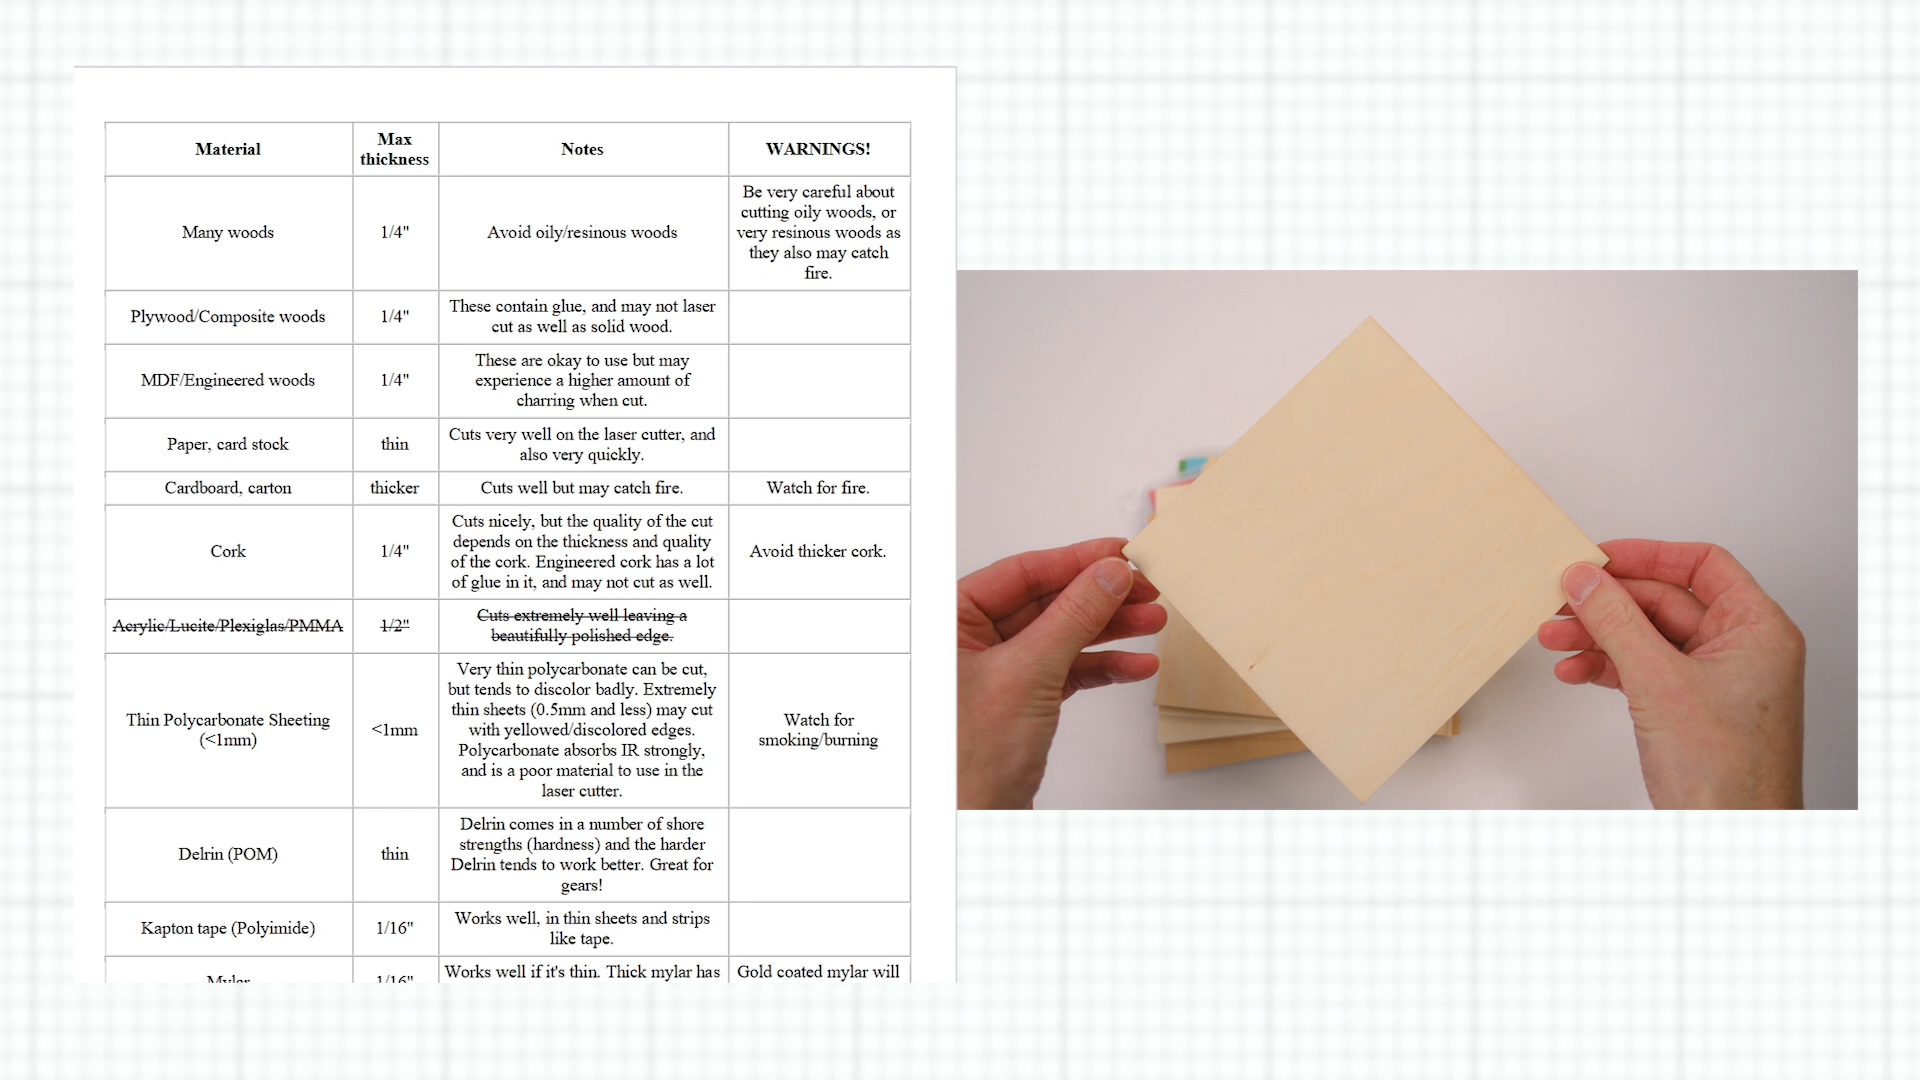 Material
Max
thickness
Notes
WARNINGS!
Many woods
1/4"
Avoid oily/resinous woods
Be very careful about
cutting oily woods, or
very resinous woods as
they also may catch
fire.
Plywood/Composite woods
1/4"
These contain glue, and may not laser
cut as well as solid wood.
MDF/Engineered woods
1/4"
These are okay to use but may
experience a higher amount of
charring when cut.
Paper, card stock
thin
Cuts very well on the laser cutter, and
also very quickly.
Cardboard, carton
thicker
Cuts well but may catch fire.
Watch for fire.
Cork
1/4"
Cuts nicely, but the quality of the cut
depends on the thickness and quality
of the cork. Engineered cork has a lot
of glue in it, and may not cut as well.
Avoid thicker cork.
Acrylic/Lucite/Plexiglas/PMMA
1/2"
Cuts extremely well leaving a
beautifully polished edge.
Thin Polycarbonate Sheeting
(<1mm)
<1mm
Very thin polycarbonate can be cut,
but tends to discolor badly. Extremely
thin sheets (0.5mm and less) may cut
with yellowed/discolored edges.
Polycarbonate absorbs IR strongly,
and is a poor material to use in the
laser cutter.
Watch for
smoking/burning
Delrin (POM)
thin
Delrin comes in a number of shore
strengths (hardness) and the harder
Delrin tends to work better. Great for
gears!
Kapton tape (Polyimide)
1/16"
Works well, in thin sheets and strips
like tape.
Mylar
1/16"
Works well if it's thin. Thick mylar has
Gold coated mylar will